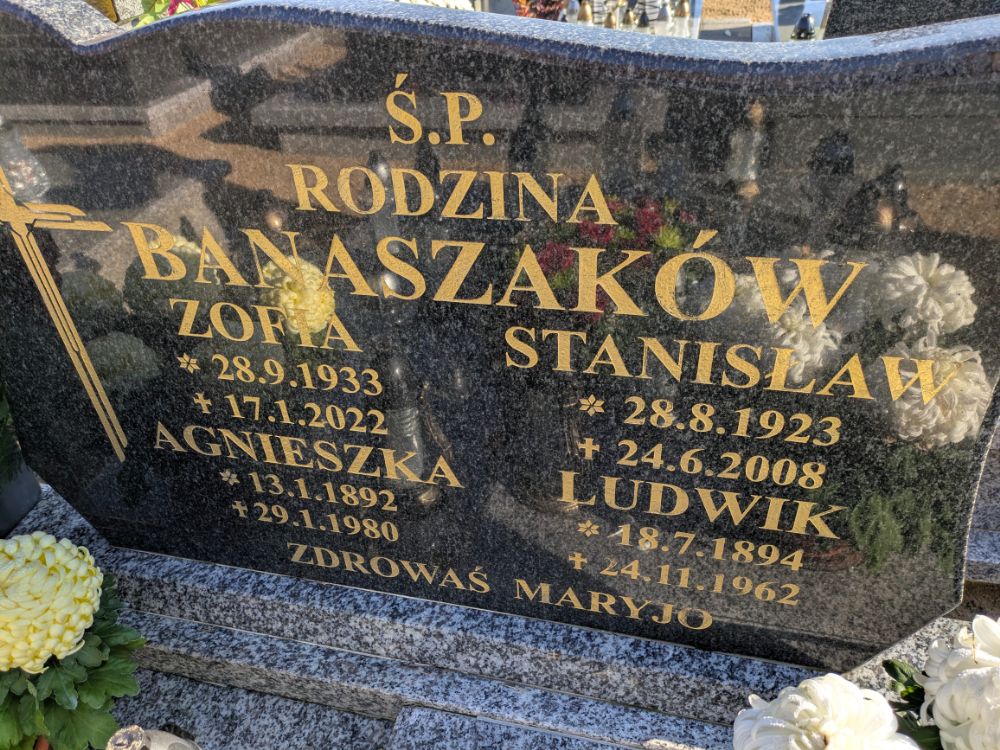 Ś.P.
RODZINA
BANASZAKÓW
ZOFIA
* 28.9.1933
+ 17.1.2022
STANISŁAW
* 28.8.1923
+ 24.6.2008
AGNIESZKA
* 13.1.1892
+ 29.1.1980
LUDWIK
* 18.7.1894
+ 24.11.1962
ZDROWAŚ MARYJO